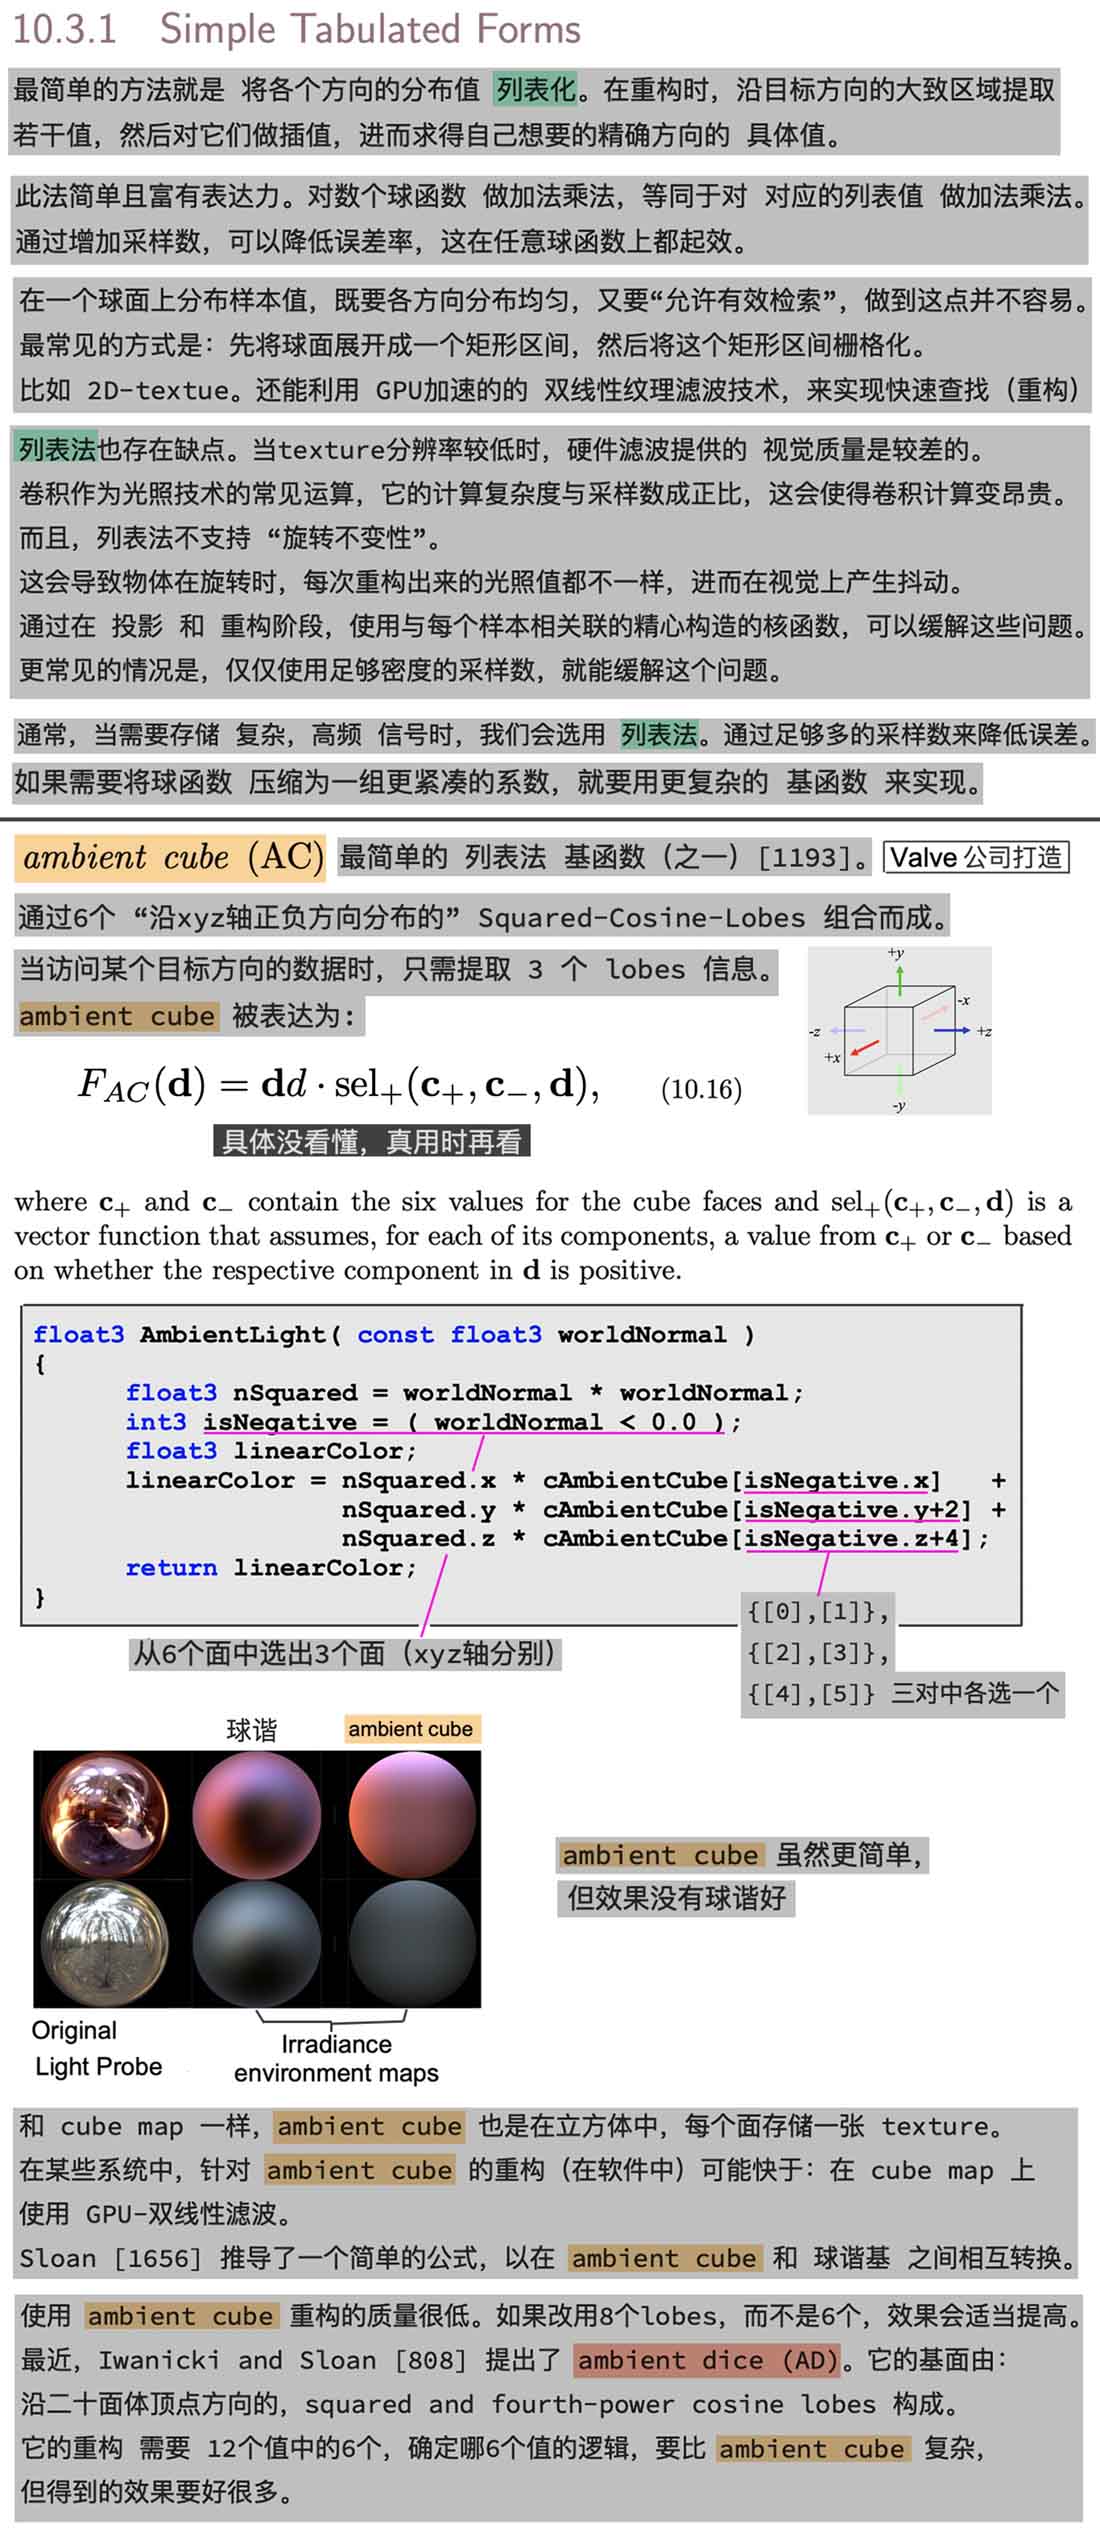 10.3.1 Simple Tabulated Forms
最简单的方法就是 将各个方向的分布值 列表化。在重构时，沿目标方向的大致区域提取
若干值，然后对它们做插值，进而求得自己想要的精确方向的 具体值。
此法简单且富有表达力。对数个球函数 做加法乘法，等同于对 对应的列表值 做加法乘法。
通过增加采样数，可以降低误差率，这在任意球函数上都起效。
在一个球面上分布样本值，既要各方向分布均匀，又要“允许有效检索”，做到这点并不容易。
最常见的方式是：先将球面展开成一个矩形区间，然后将这个矩形区间栅格化。
比如 2D-textue。还能利用 GPU加速的的 双线性纹理滤波技术，来实现快速查找（重构）
列表法也存在缺点。当texture分辨率较低时，硬件滤波提供的 视觉质量是较差的。
卷积作为光照技术的常见运算，它的计算复杂度与采样数成正比，这会使得卷积计算变昂贵。
而且，列表法不支持 “旋转不变性”。
这会导致物体在旋转时，每次重构出来的光照值都不一样，进而在视觉上产生抖动。
通过在 投影 和 重构阶段，使用与每个样本相关联的精心构造的核函数，可以缓解这些问题。
更常见的情况是，仅仅使用足够密度的采样数，就能缓解这个问题。
通常，当需要存储 复杂，高频 信号时，我们会选用 列表法。通过足够多的采样数来降低误差。
如果需要将球函数 压缩为一组更紧凑的系数，就要用更复杂的 基函数 来实现。
ambient cube (AC) 最简单的 列表法 基函数（之一）[1193]。 Valve 公司打造
通过6个 “沿xyz轴正负方向分布的” Squared-Cosine-Lobes 组合而成。
当访问某个目标方向的数据时，只需提取 3 个 lobes 信息。
ambient cube 被表达为：
+y
-x
-z
+z
+x
-y
F_AC(d) = dd · sel₊(c₊, c₋, d), (10.16)
具体没看懂，真用时再看
where c₊ and c₋ contain the six values for the cube faces and sel₊(c₊, c₋, d) is a
vector function that assumes, for each of its components, a value from c₊ or c₋ based
on whether the respective component in d is positive.
float3 AmbientLight( const float3 worldNormal )
{
float3 nSquared = worldNormal * worldNormal;
int3 isNegative = ( worldNormal < 0.0 );
float3 linearColor;
linearColor = nSquared.x * cAmbientCube[isNegative.x] +
nSquared.y * cAmbientCube[isNegative.y+2] +
nSquared.z * cAmbientCube[isNegative.z+4];
return linearColor;
}
从6个面中选出3个面（xyz轴分别）
{[0],[1]},
{[2],[3]},
{[4],[5]} 三对中各选一个
球谐 ambient cube
ambient cube 虽然更简单，
但效果没有球谐好
Original
Light Probe
Irradiance
environment maps
和 cube map 一样，ambient cube 也是在立方体中，每个面存储一张 texture。
在某些系统中，针对 ambient cube 的重构（在软件中）可能快于：在 cube map 上
使用 GPU-双线性滤波。
Sloan [1656] 推导了一个简单的公式，以在 ambient cube 和 球谐基 之间相互转换。
使用 ambient cube 重构的质量很低。如果改用8个lobes，而不是6个，效果会适当提高。
最近，Iwanicki and Sloan [808] 提出了 ambient dice (AD)。它的基面由：
沿二十面体顶点方向的，squared and fourth-power cosine lobes 构成。
它的重构 需要 12个值中的6个，确定哪6个值的逻辑，要比 ambient cube 复杂，
但得到的效果要好很多。